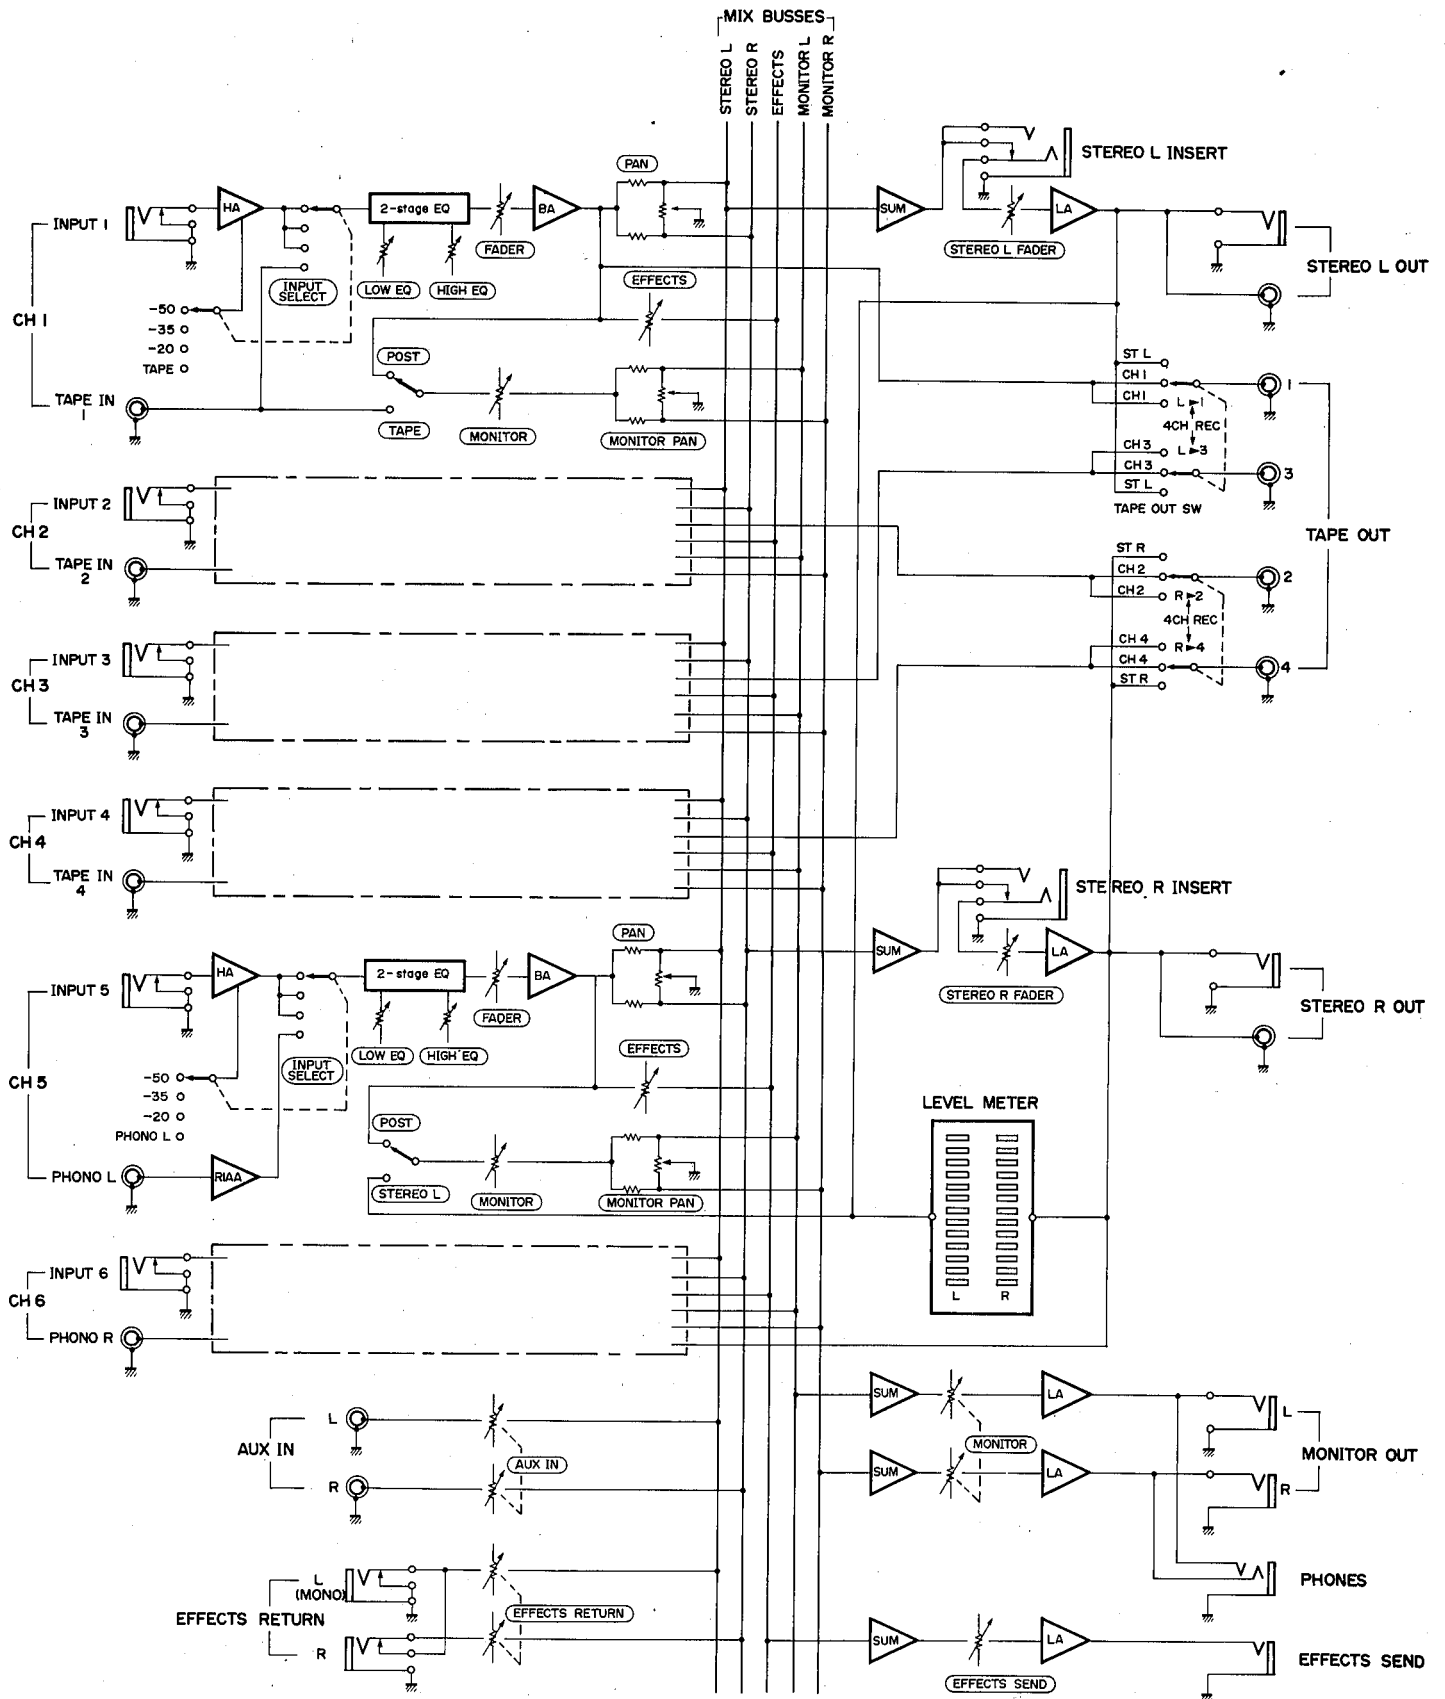 MIX BUSSES
STEREO L
STEREO R
EFFECTS
MONITOR L
MONITOR R
CH 1
INPUT 1
HA
INPUT SELECT
-50
-35
-20
TAPE
TAPE IN 1
2-stage EQ
LOW EQ
HIGH EQ
FADER
BA
PAN
EFFECTS
POST
TAPE
MONITOR
MONITOR PAN
CH 2
INPUT 2
TAPE IN 2
CH 3
INPUT 3
TAPE IN 3
CH 4
INPUT 4
TAPE IN 4
CH 5
INPUT 5
HA
INPUT SELECT
-50
-35
-20
PHONO L
PHONO L
RIAA
2-stage EQ
LOW EQ
HIGH EQ
FADER
BA
PAN
EFFECTS
POST
STEREO L
MONITOR
MONITOR PAN
CH 6
INPUT 6
PHONO R
AUX IN
L
R
AUX IN
EFFECTS RETURN
L
(MONO)
R
EFFECTS RETURN
SUM
STEREO L INSERT
STEREO L FADER
LA
STEREO L OUT
ST L
CH 1
CH 1
L ► 1
4CH REC
L ► 3
CH 3
CH 3
ST L
TAPE OUT SW
1
3
TAPE OUT
ST R
CH 2
CH 2
R ► 2
4CH REC
R ► 4
CH 4
CH 4
ST R
2
4
SUM
STEREO R INSERT
STEREO R FADER
LA
STEREO R OUT
LEVEL METER
L
R
SUM
LA
L
MONITOR
MONITOR OUT
SUM
LA
R
PHONES
SUM
EFFECTS SEND
LA
EFFECTS SEND